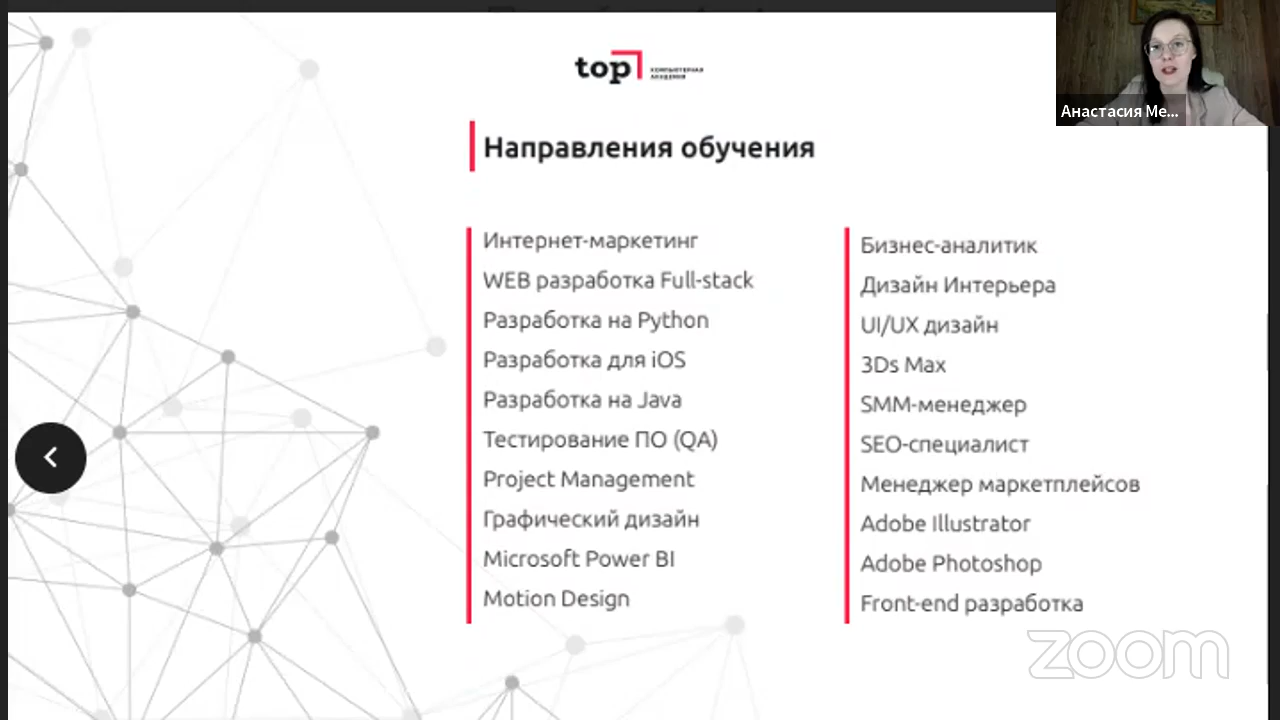 top КОМПЬЮТЕРНАЯ
АКАДЕМИЯ
Анастасия Ме...
Направления обучения
Интернет-маркетинг
WEB разработка Full-stack
Разработка на Python
Разработка для iOS
Разработка на Java
Тестирование ПО (QA)
Project Management
Графический дизайн
Microsoft Power BI
Motion Design
Бизнес-аналитик
Дизайн Интерьера
UI/UX дизайн
3Ds Max
SMM-менеджер
SEO-специалист
Менеджер маркетплейсов
Adobe Illustrator
Adobe Photoshop
Front-end разработка
zoom